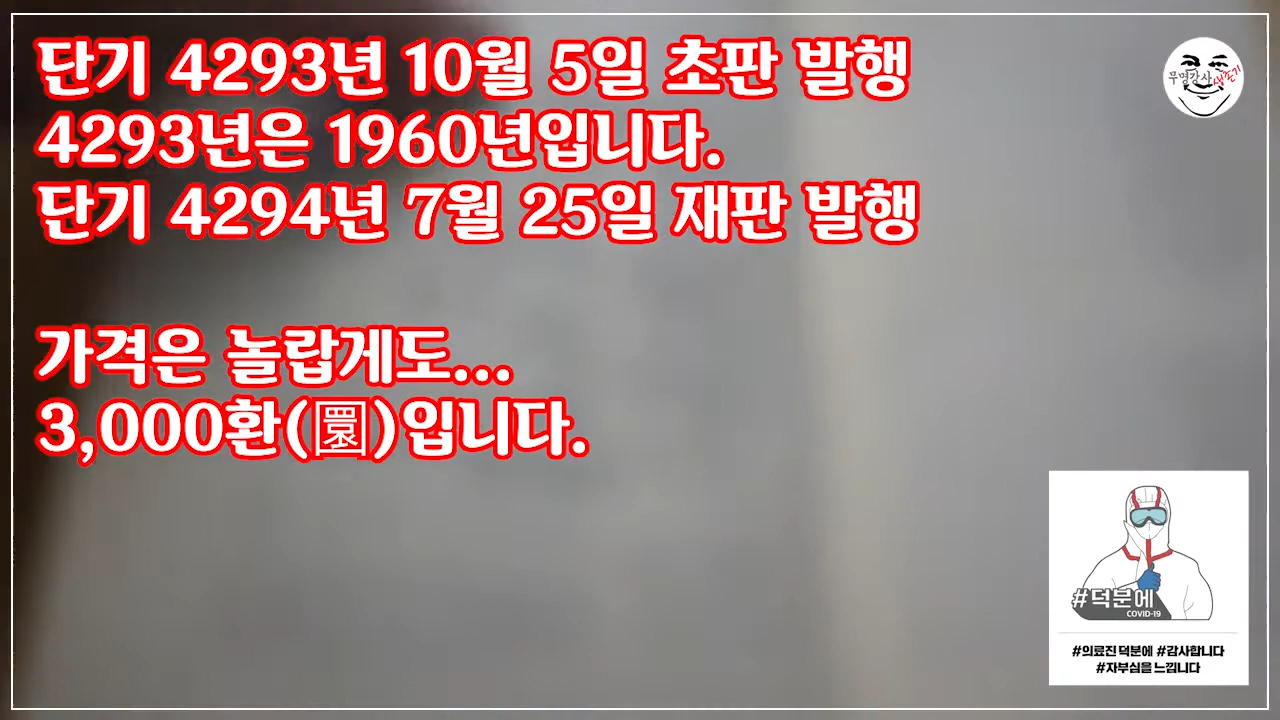 단기 4293년 10월 5일 초판 발행
4293년은 1960년입니다.
단기 4294년 7월 25일 재판 발행
가격은 놀랍게도...
3,000환(圜)입니다.
무명강사
생존기
#덕분에
COVID-19
#의료진 덕분에 #감사합니다
#자부심을 느낍니다